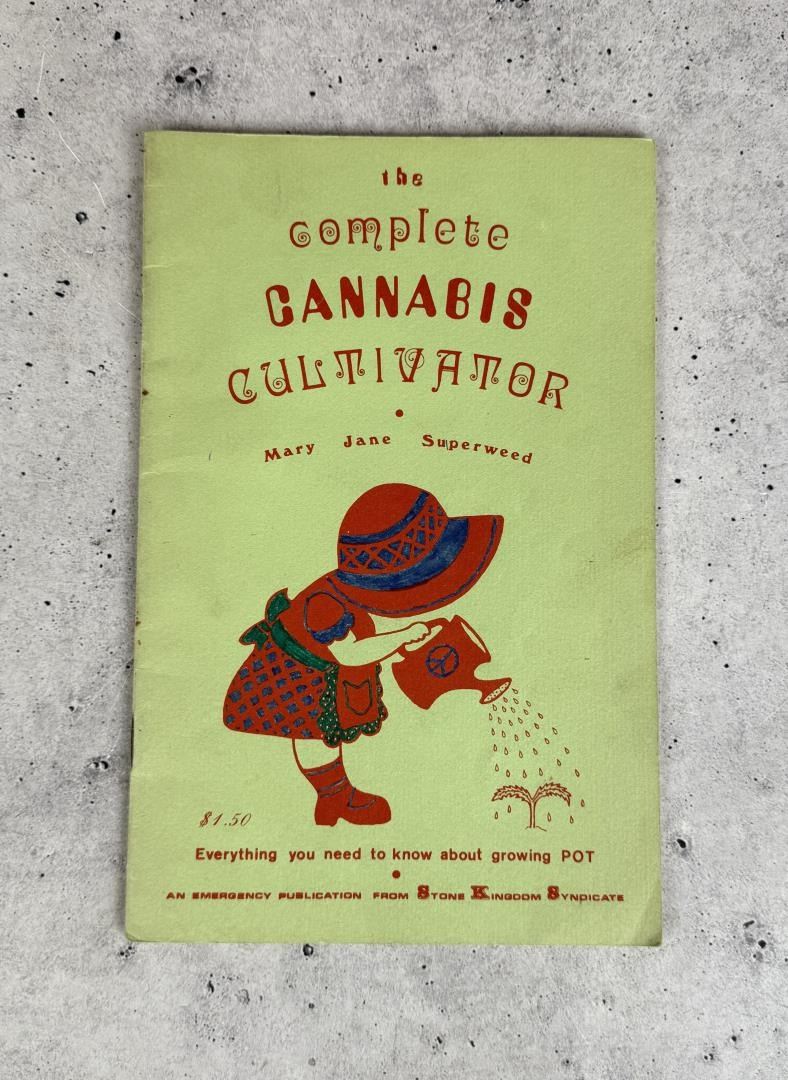 the
complete
CANNABIS
CULTIVATOR
Mary Jane Superweed
$1.50
Everything you need to know about growing POT
AN EMERGENCY PUBLICATION FROM STONE KINGDOM SYNDICATE